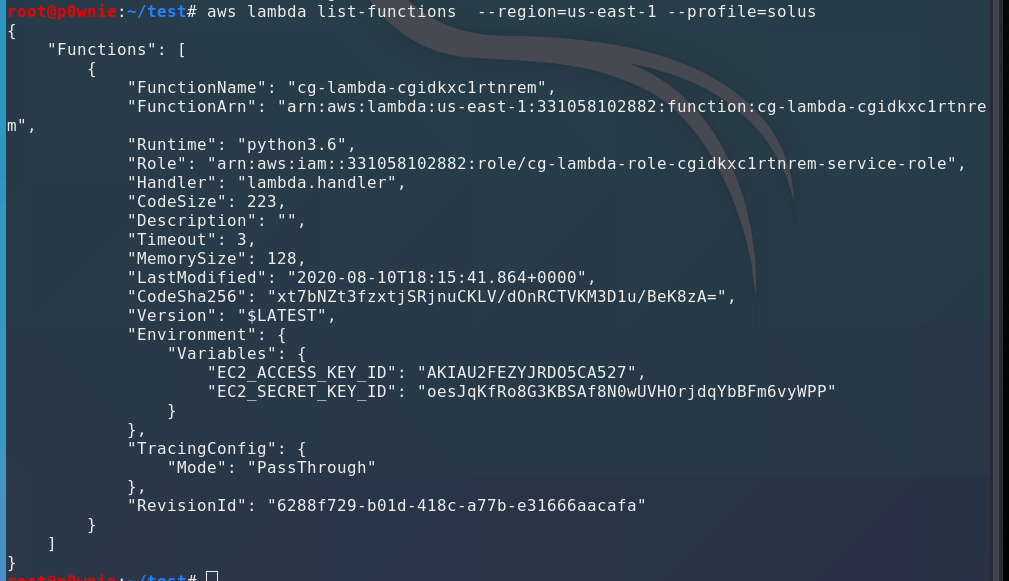 root@p0wnie:~/test# aws lambda list-functions  --region=us-east-1 --profile=solus
{
    "Functions": [
        {
            "FunctionName": "cg-lambda-cgidkxc1rtnrem",
            "FunctionArn": "arn:aws:lambda:us-east-1:331058102882:function:cg-lambda-cgidkxc1rtnre
m",
            "Runtime": "python3.6",
            "Role": "arn:aws:iam::331058102882:role/cg-lambda-role-cgidkxc1rtnrem-service-role",
            "Handler": "lambda.handler",
            "CodeSize": 223,
            "Description": "",
            "Timeout": 3,
            "MemorySize": 128,
            "LastModified": "2020-08-10T18:15:41.864+0000",
            "CodeSha256": "xt7bNZt3fzxtjSRjnuCKLV/dOnRCTVKM3D1u/BeK8zA=",
            "Version": "$LATEST",
            "Environment": {
                "Variables": {
                    "EC2_ACCESS_KEY_ID": "AKIAU2FEZYJRDO5CA527",
                    "EC2_SECRET_KEY_ID": "oesJqKfRo8G3KBSAf8N0wUVHOrjdqYbBFm6vyWPP"
                }
            },
            "TracingConfig": {
                "Mode": "PassThrough"
            },
            "RevisionId": "6288f729-b01d-418c-a77b-e31666aacafa"
        }
    ]
}
root@p0wnie:~/test#